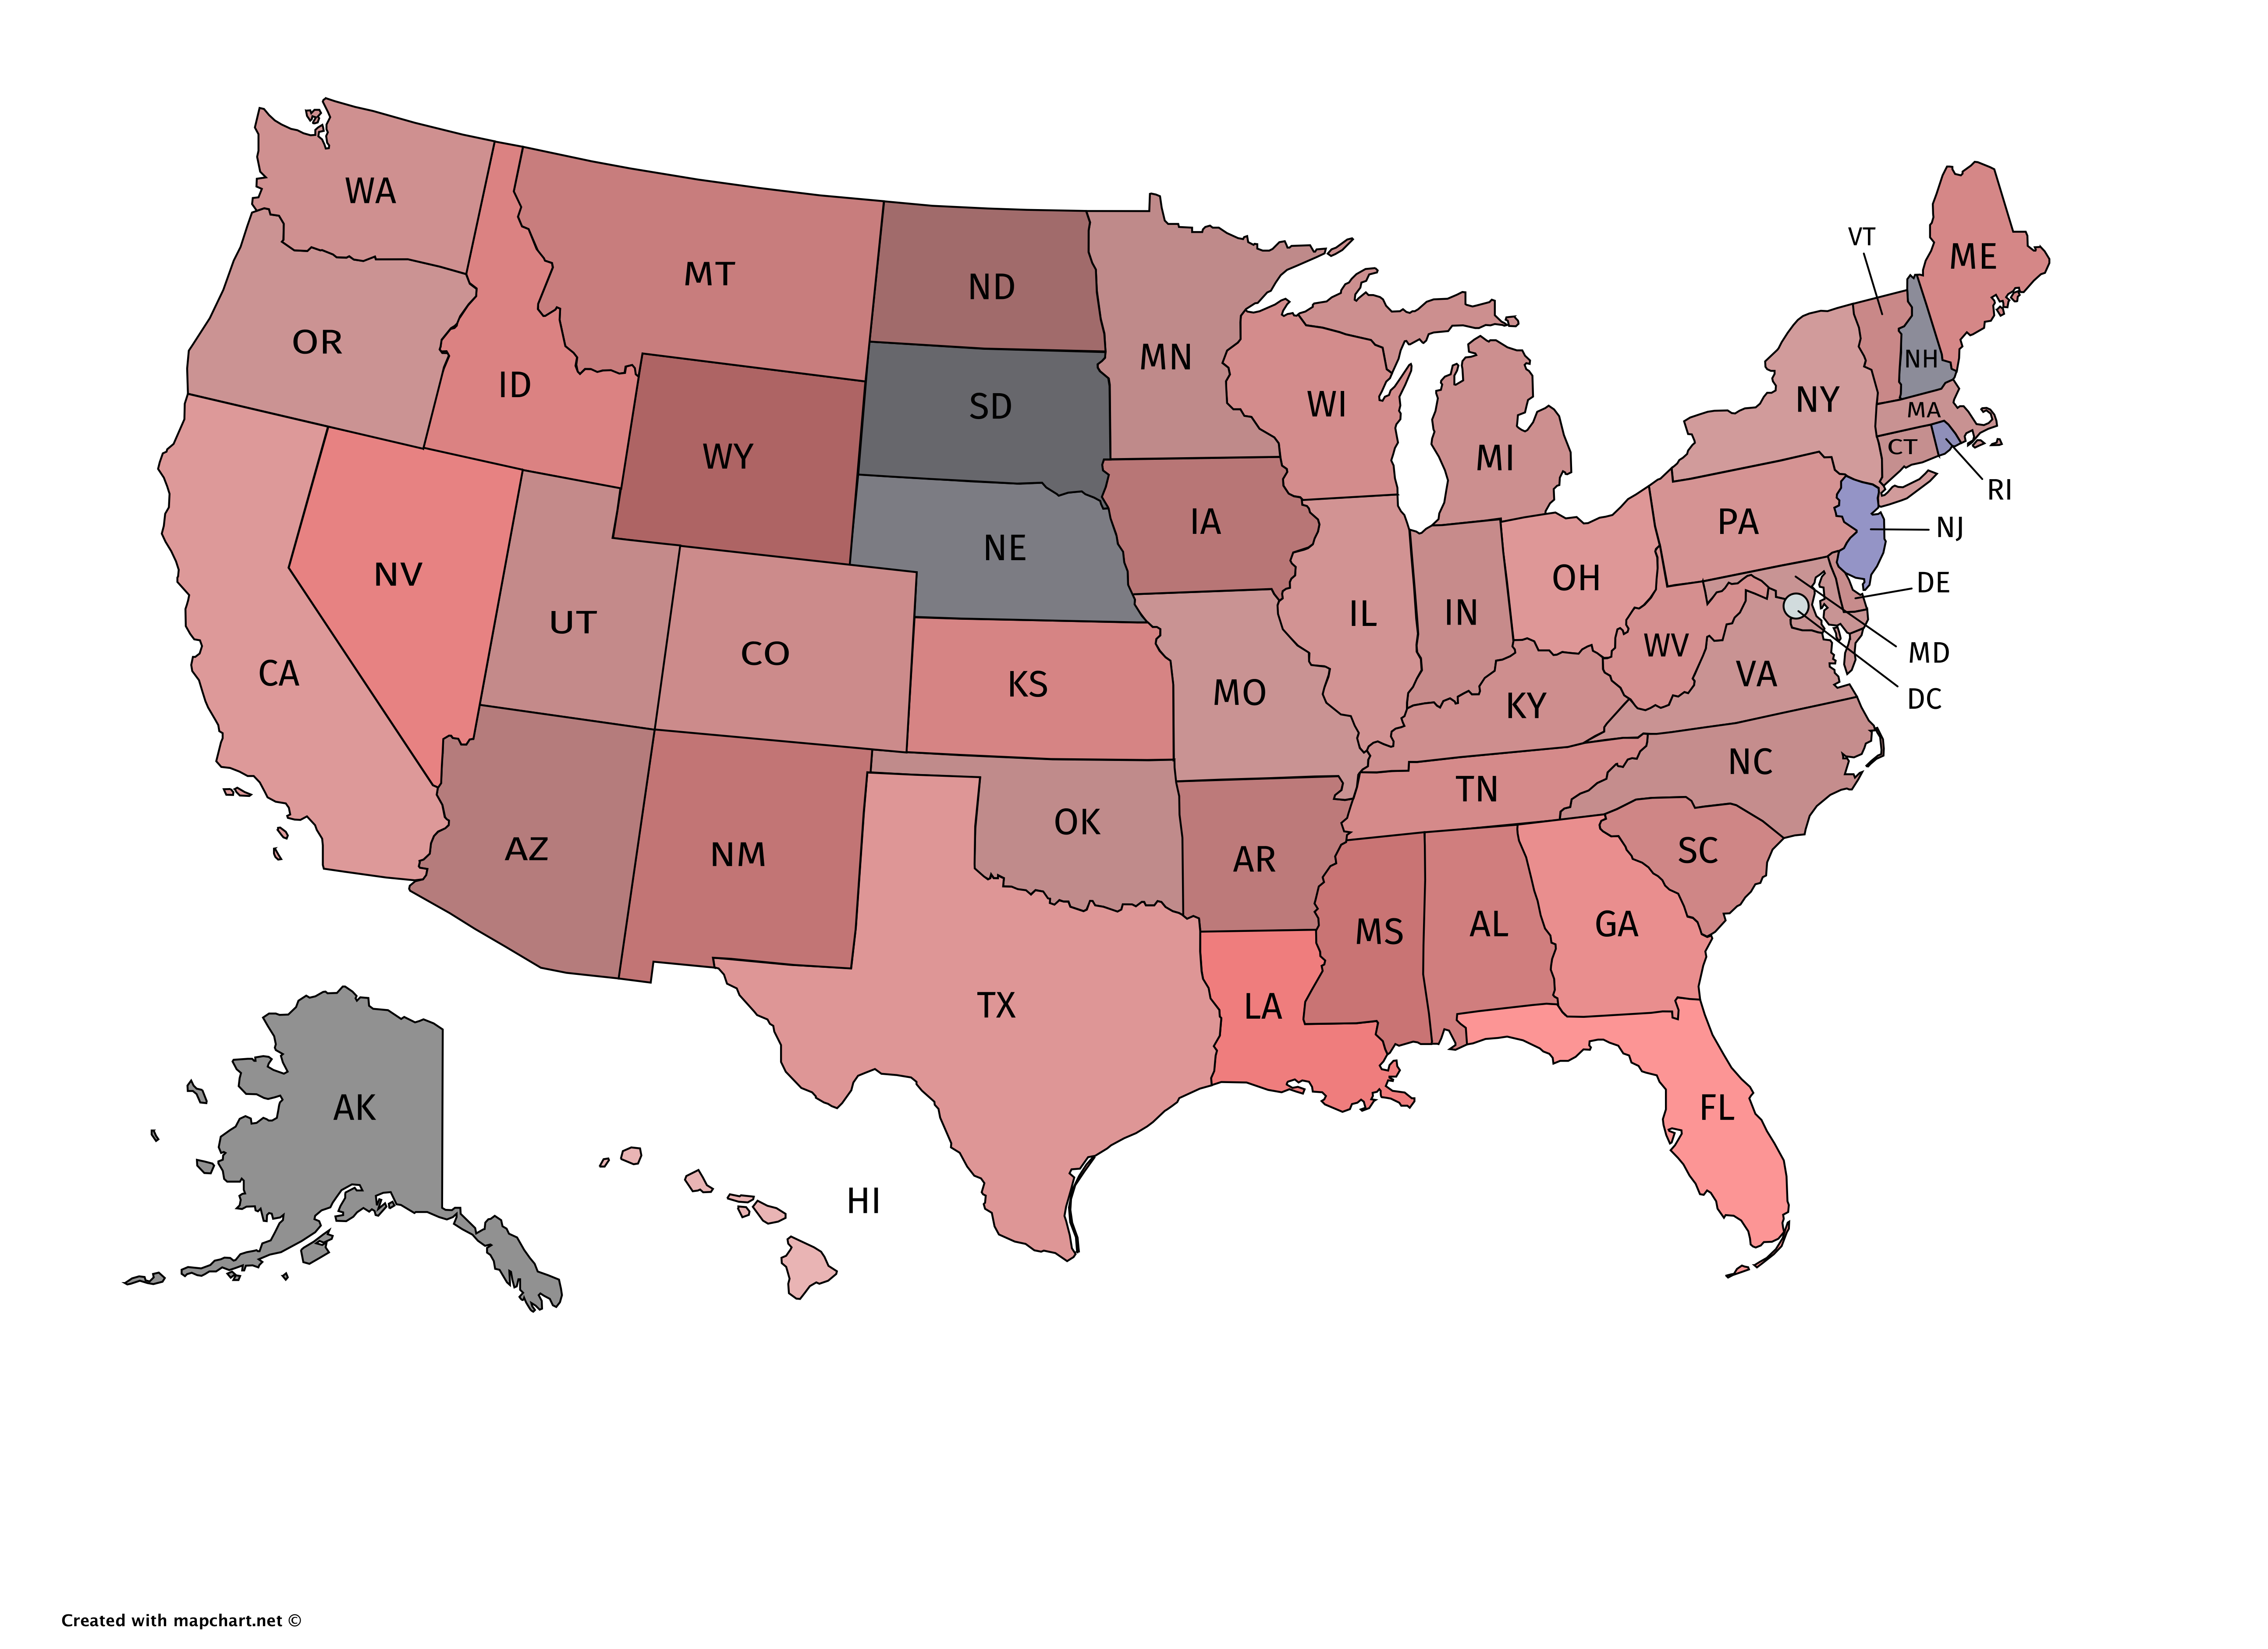 WA
VT
ME
MT
ND
OR
MN
NH
ID
SD
WI
NY
MA
CT
WY
MI
RI
IA
PA
NJ
NE
NV
OH
DE
UT
IL
IN
WV
MD
CO
CA
KS
MO
KY
VA
DC
NC
TN
OK
AZ
NM
AR
SC
MS
AL
GA
TX
LA
AK
FL
HI
Created with mapchart.net ©